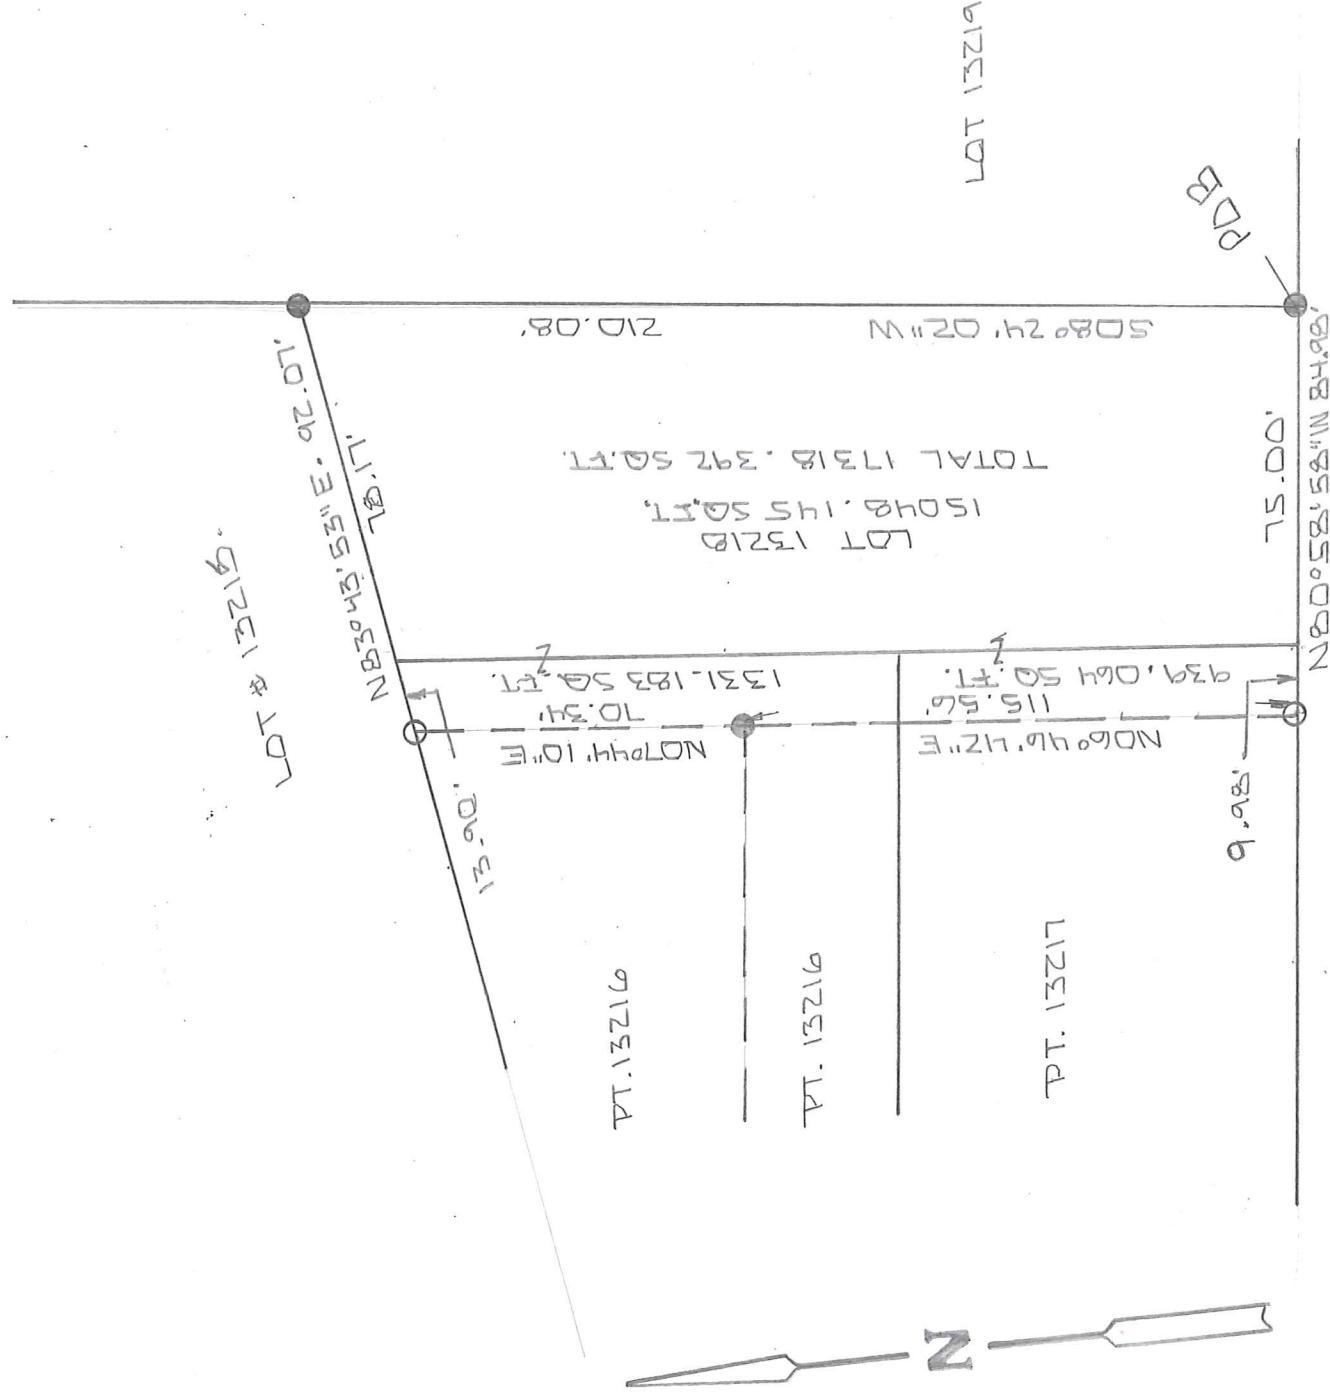 LOT 13219
PDB
LOT # 13215.
N83°43'53"E. 92.07'
78.17'
13.90'
S08°24'02"W 210.08'
TOTAL 17318.392 SQ.FT.
15048.145 SQ.FT.
LOT 13218
1331.183 SQ.FT.
70.34'
N07°44'10"E
939.064 SQ.FT.
115.56'
N06°46'42"E
75.00'
N80°58'58"W 84.98'
9.98'
PT. 13216
PT. 13216
PT. 13217
N